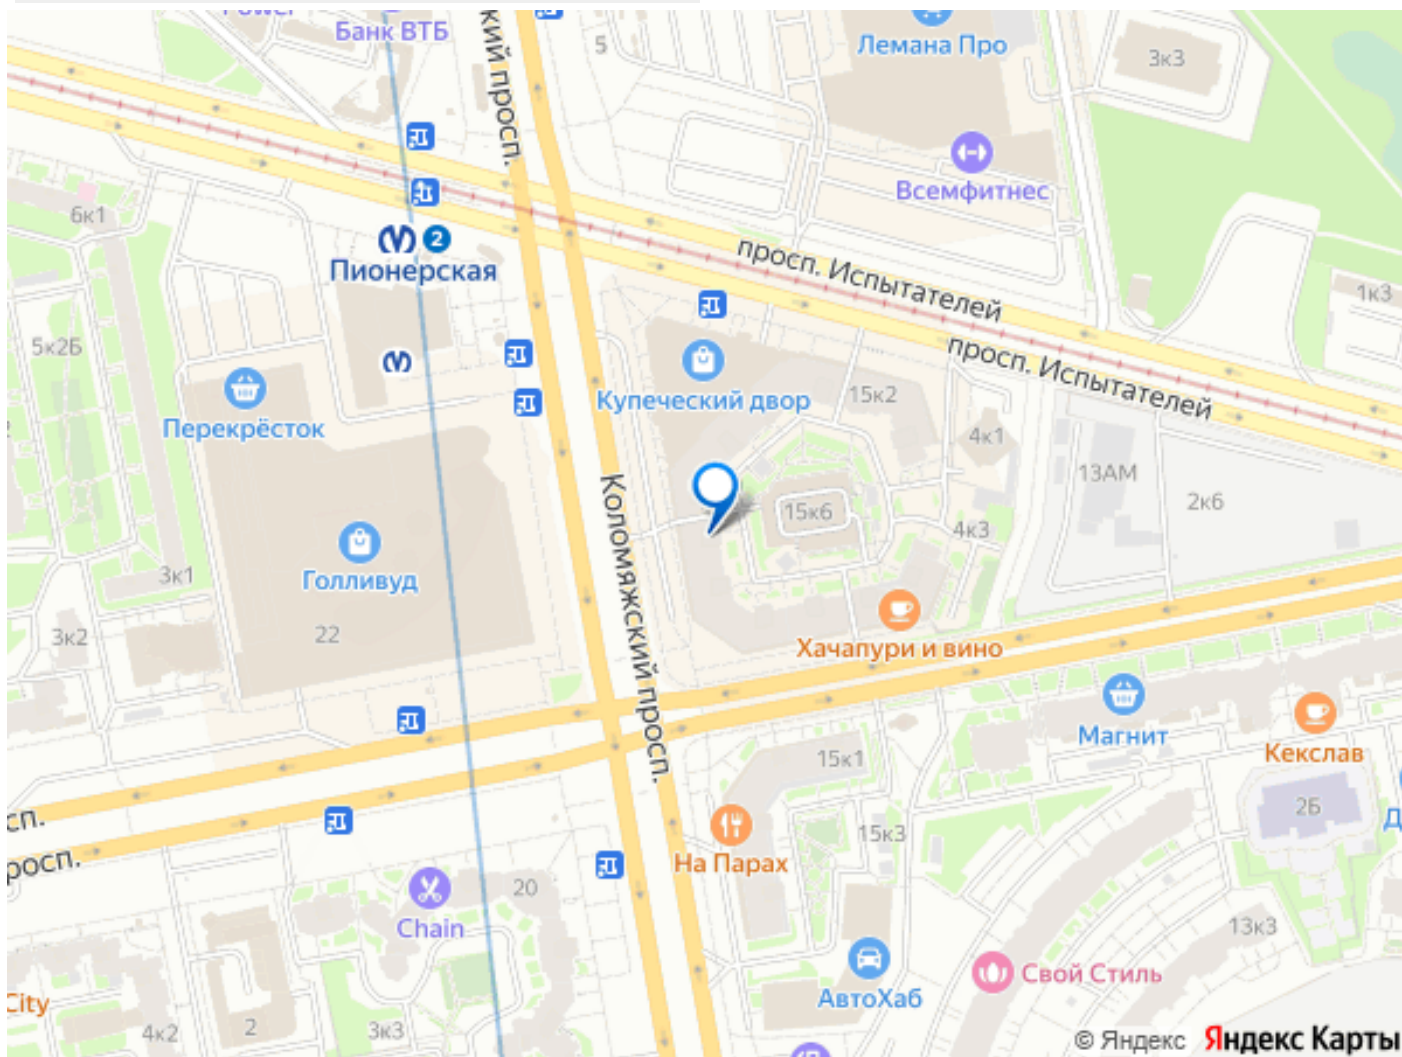 Банк ВТБ
5
Лемана Про
3к3
кий просп.
Всемфитнес
6к1
2
Пионерская
просп. Испытателей
1к3
5к2Б
просп. Испытателей
Перекрёсток
Купеческий двор
15к2
4к1
13АМ
2к6
15к6
4к3
Коломяжский просп.
Голливуд
3к1
22
3к2
Хачапури и вино
Магнит
Кекслав
15к1
2Б
сп.
росп.
15к3
На Парах
20
Chain
13к3
Свой Стиль
АвтоХаб
City
4к2
2
3к3
© Яндекс Яндекс Карты